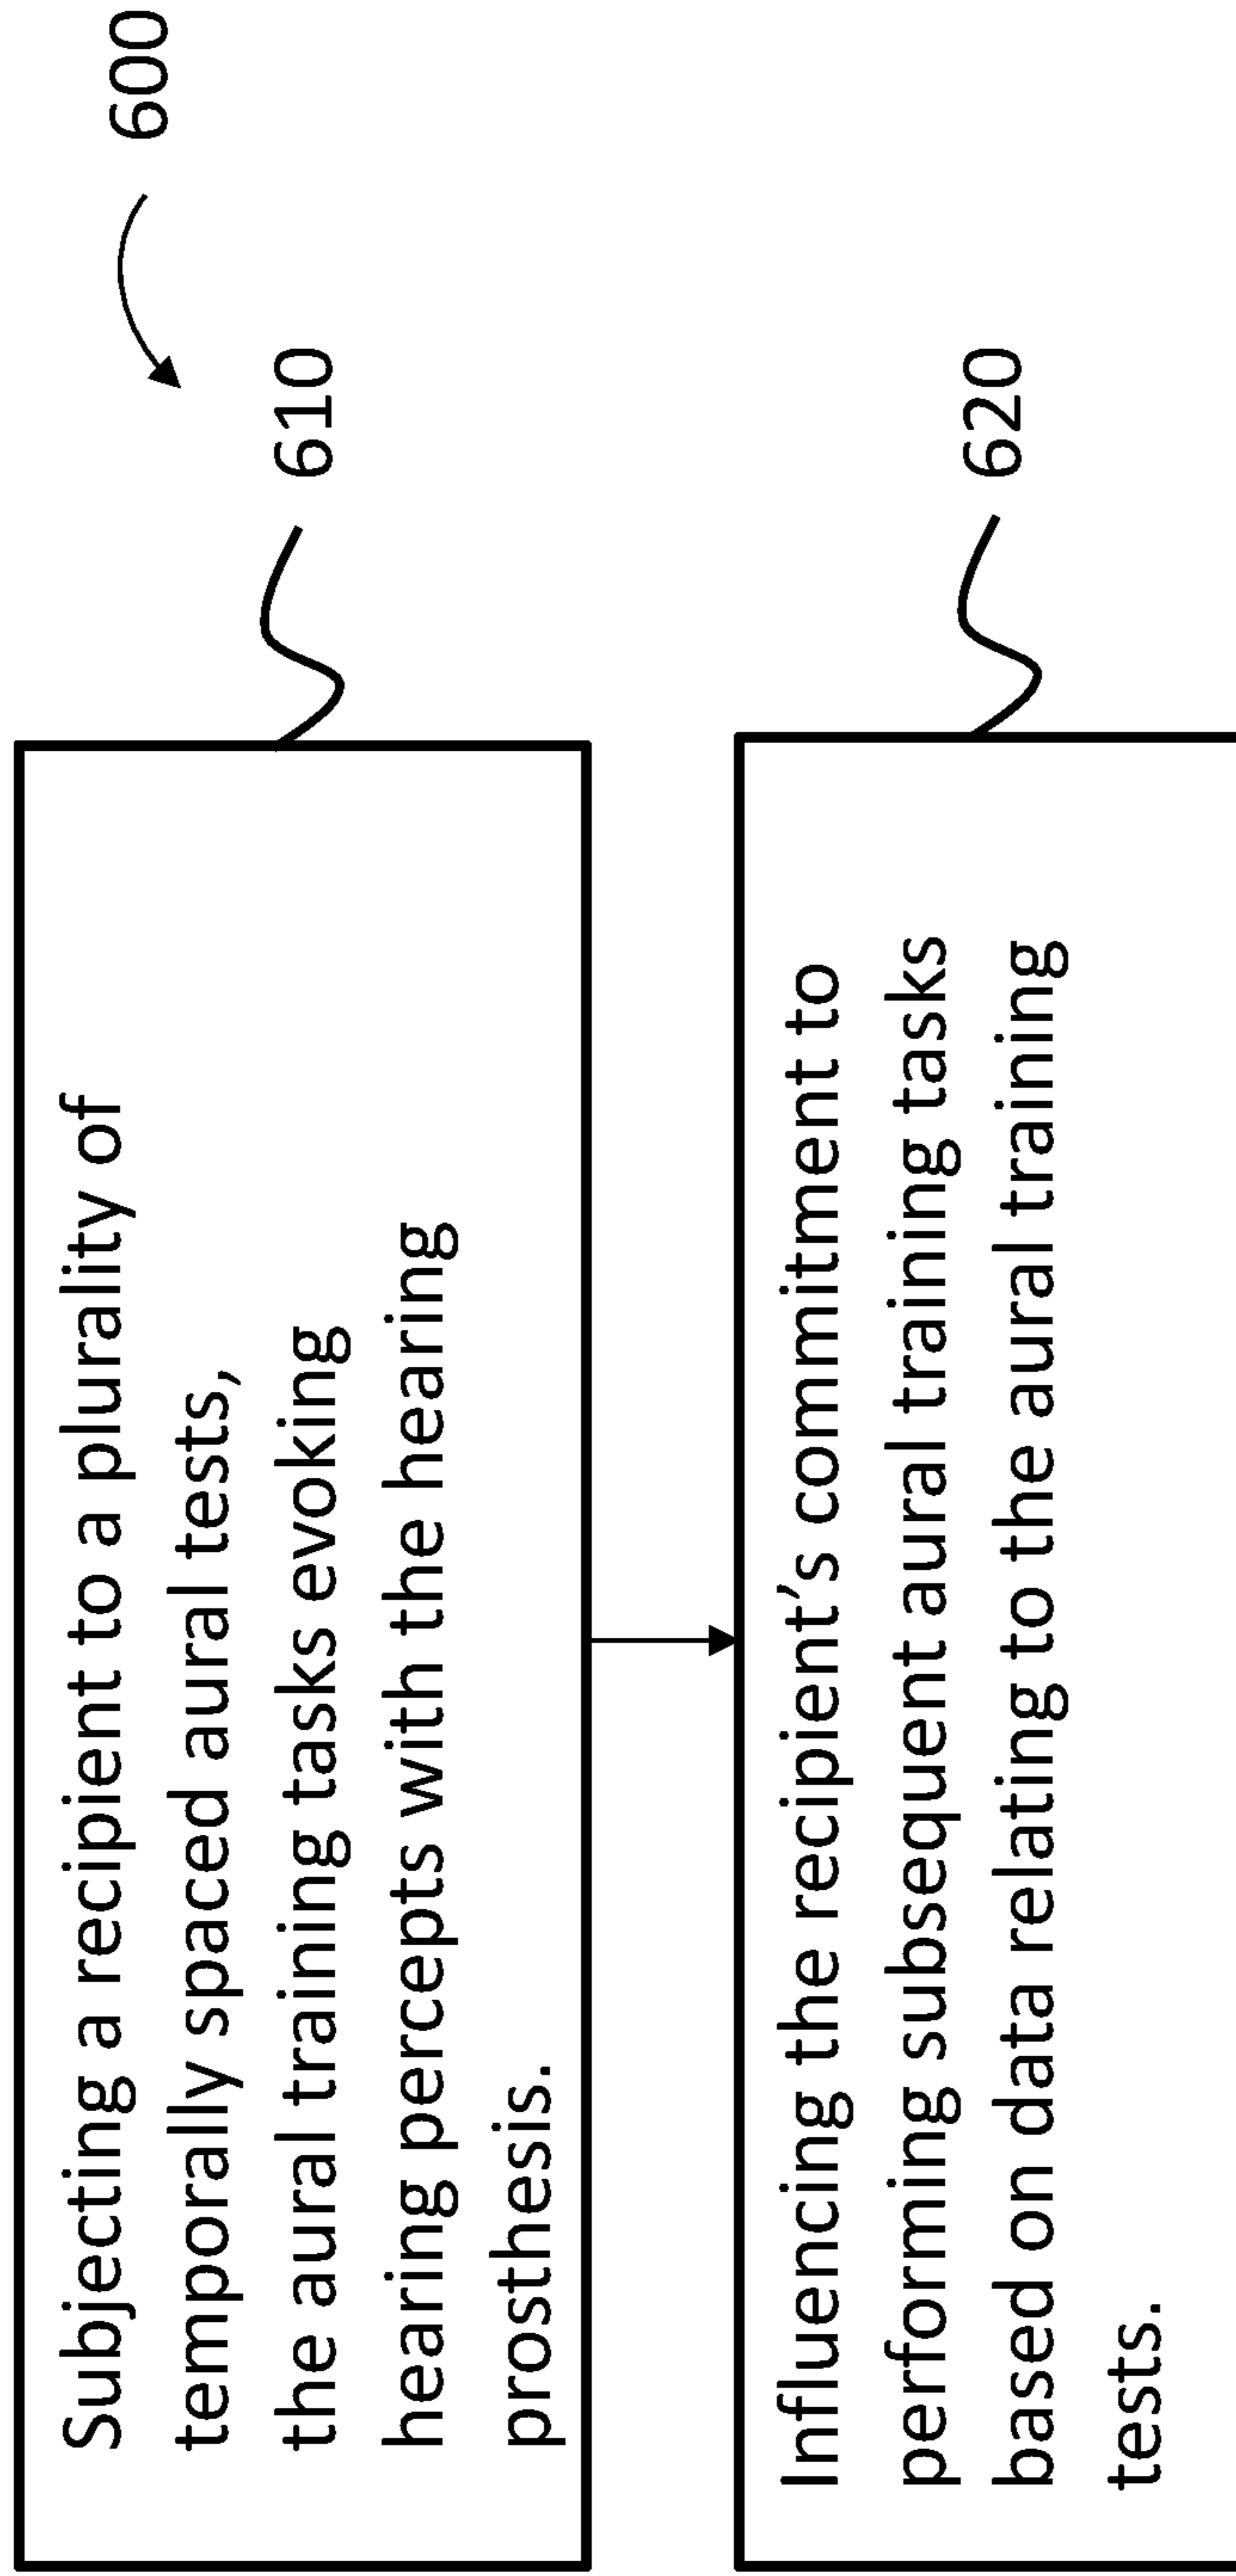 600
610
Subjecting a recipient to a plurality of
temporally spaced aural tests,
the aural training tasks evoking
hearing percepts with the hearing
prosthesis.
620
Influencing the recipient’s commitment to
performing subsequent aural training tasks
based on data relating to the aural training
tests.